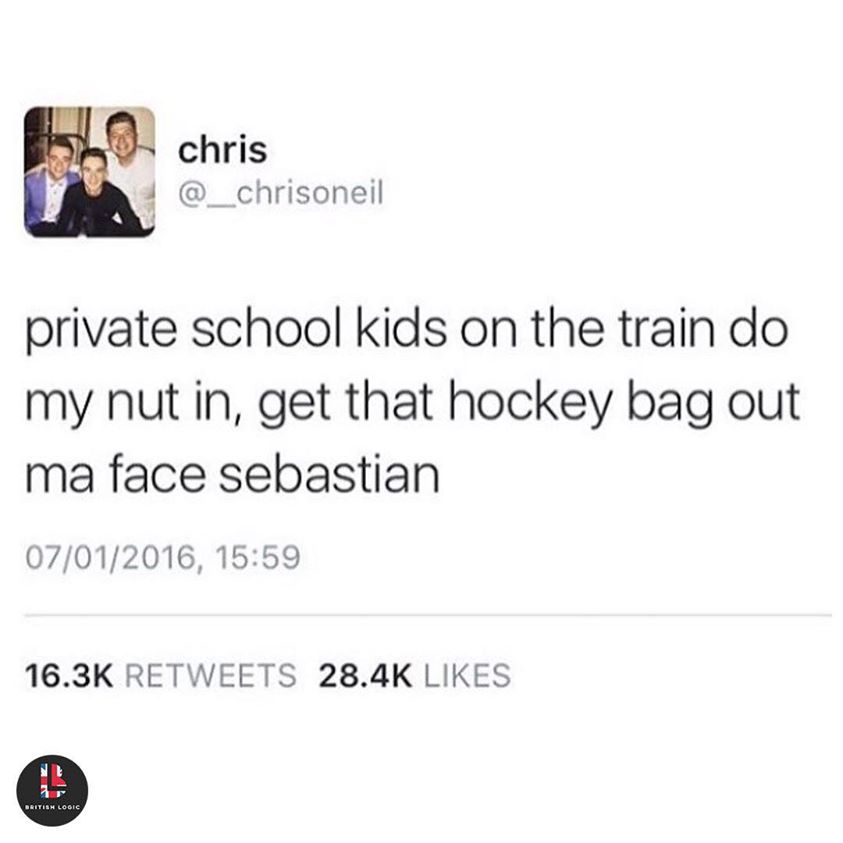 chris
@__chrisoneil
private school kids on the train do
my nut in, get that hockey bag out
ma face sebastian
07/01/2016, 15:59
16.3K RETWEETS 28.4K LIKES
BRITISH LOGIC